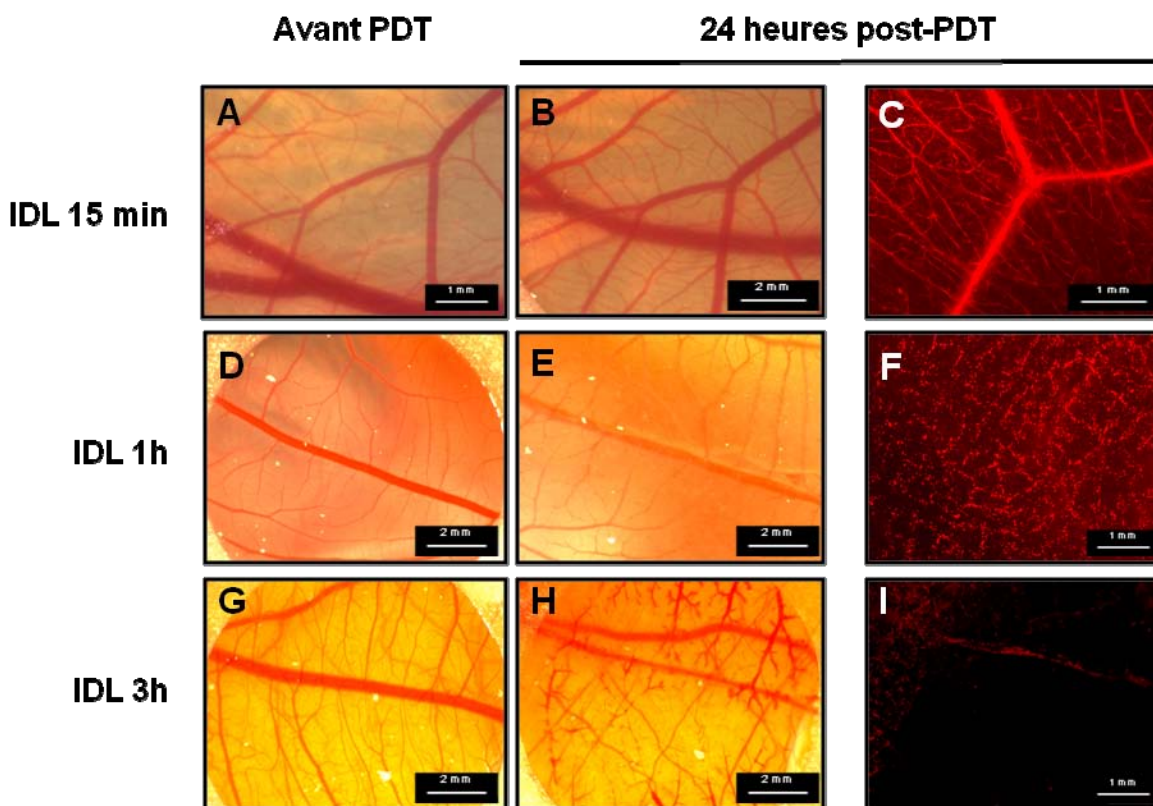 Avant PDT 24 heures post-PDT
IDL 15 min
A
1 mm
B
2 mm
C
1 mm
IDL 1h
D
2 mm
E
2 mm
F
1 mm
IDL 3h
G
2 mm
H
2 mm
I
1 mm